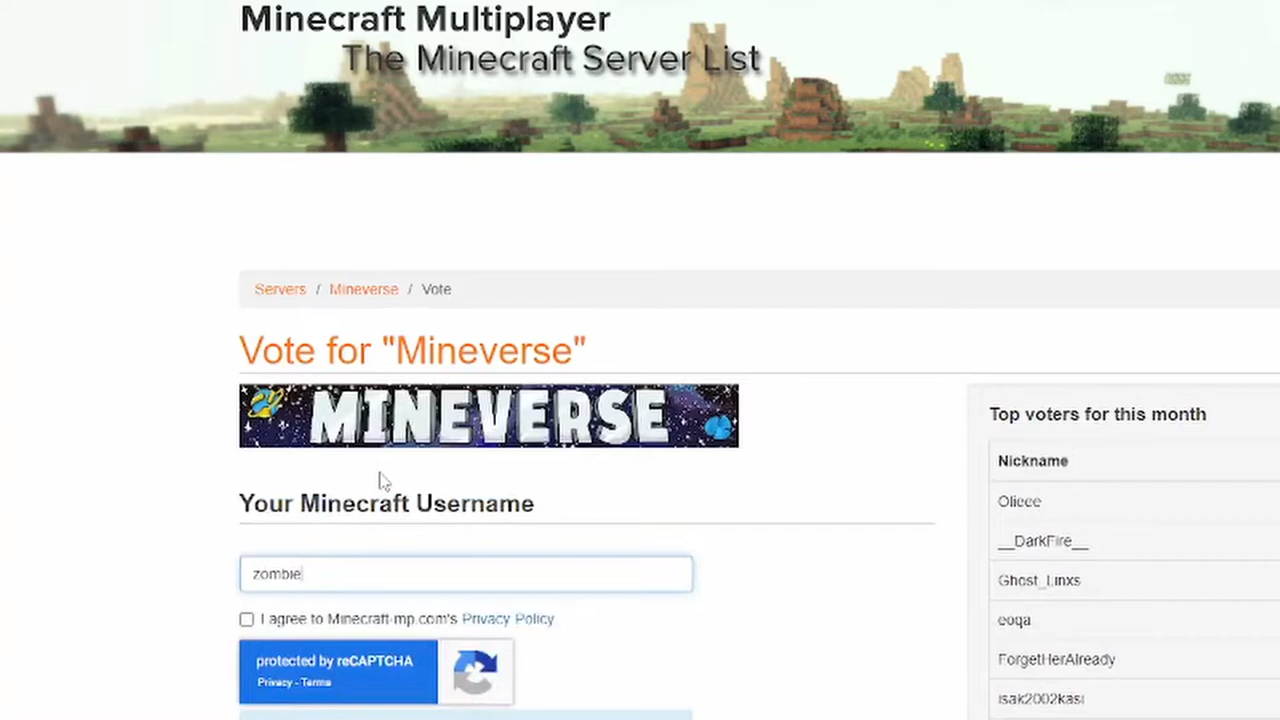 Minecraft Multiplayer
The Minecraft Server List
Servers / Mineverse / Vote
Vote for "Mineverse"
MINEVERSE
Your Minecraft Username
zombie
I agree to Minecraft-mp.com's Privacy Policy
protected by reCAPTCHA
Privacy - Terms
Top voters for this month
Nickname
Olieee
__DarkFire__
Ghost_Linxs
eoqa
ForgetHerAlready
isak2002kasi